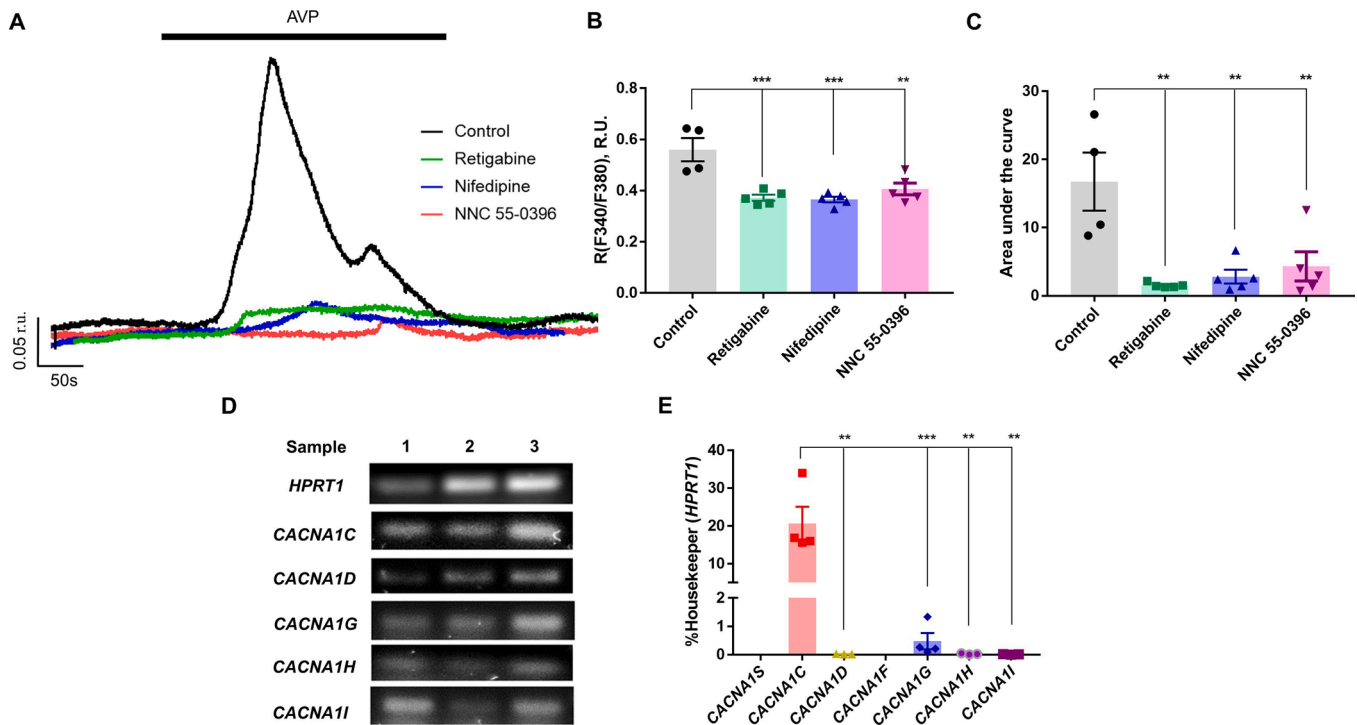 A
AVP
Control
Retigabine
Nifedipine
NNC 55-0396
0.05 r.u.
50s
B
R(F340/F380), R.U.
0.8
0.6
0.4
0.2
0.0
*** *** **
Control
Retigabine
Nifedipine
NNC 55-0396
C
Area under the curve
30
20
10
0
** ** **
Control
Retigabine
Nifedipine
NNC 55-0396
D
Sample 1 2 3
HPRT1
CACNA1C
CACNA1D
CACNA1G
CACNA1H
CACNA1I
E
%Housekeeper (HPRT1)
40
30
20
10
2
1
0
** *** ** **
CACNA1S
CACNA1C
CACNA1D
CACNA1F
CACNA1G
CACNA1H
CACNA1I